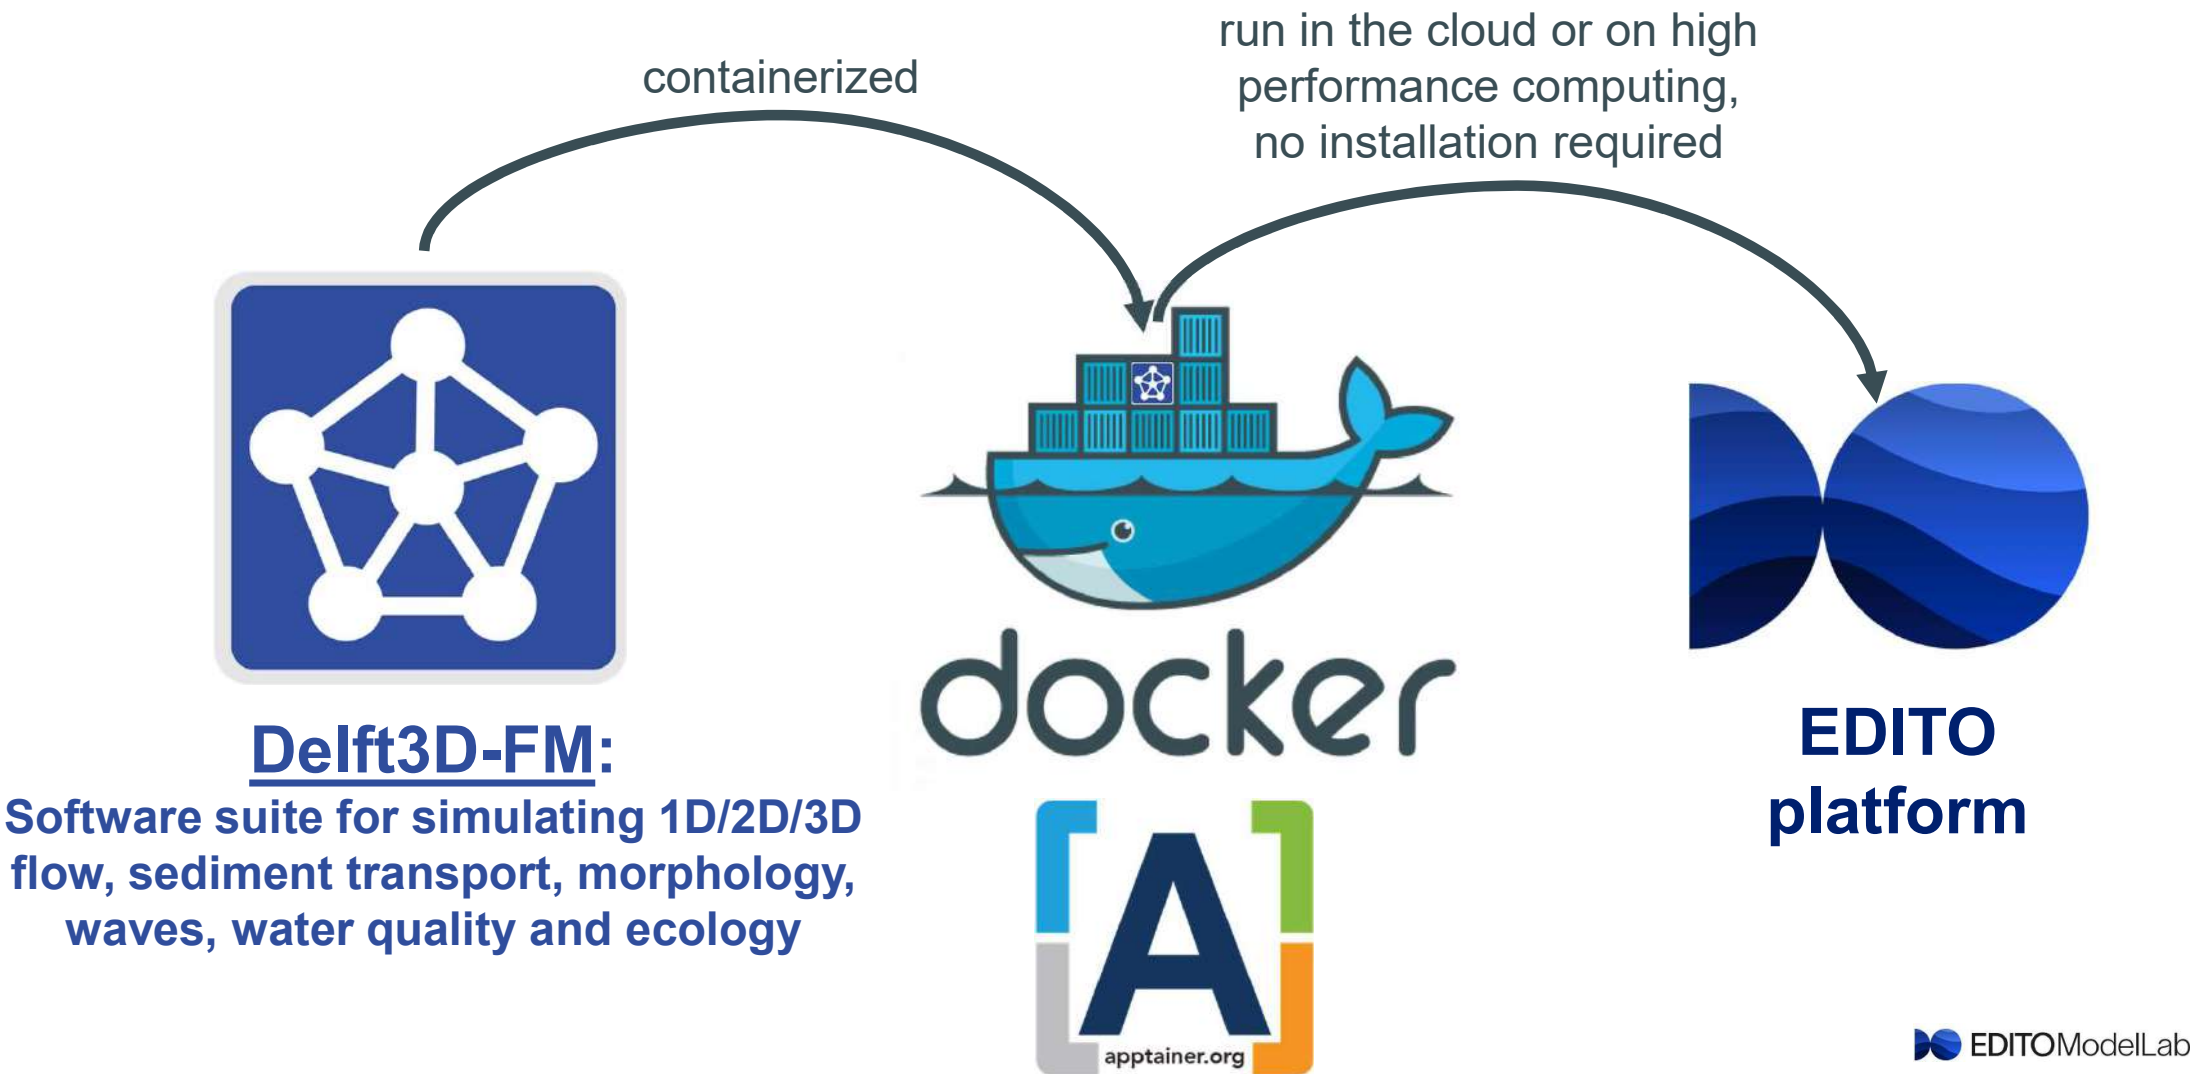 containerized
run in the cloud or on high
performance computing,
no installation required
Delft3D-FM:
Software suite for simulating 1D/2D/3D
flow, sediment transport, morphology,
waves, water quality and ecology
docker
A
apptainer.org
EDITO
platform
EDITOModelLab